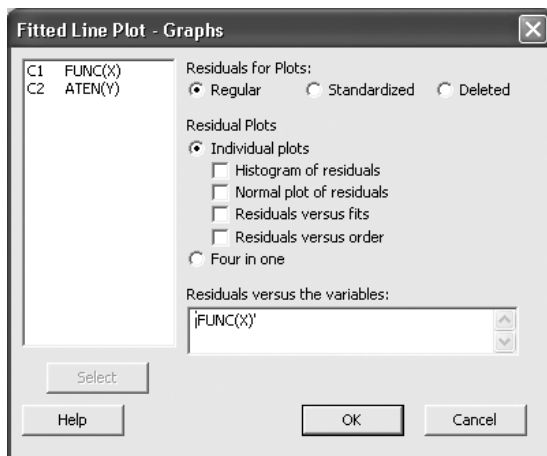 Fitted Line Plot - Graphs
C1 FUNC(X)
C2 ATEN(Y)
Residuals for Plots:
Regular Standardized Deleted
Residual Plots
Individual plots
Histogram of residuals
Normal plot of residuals
Residuals versus fits
Residuals versus order
Four in one
Residuals versus the variables:
'FUNC(X)'
Select
Help OK Cancel